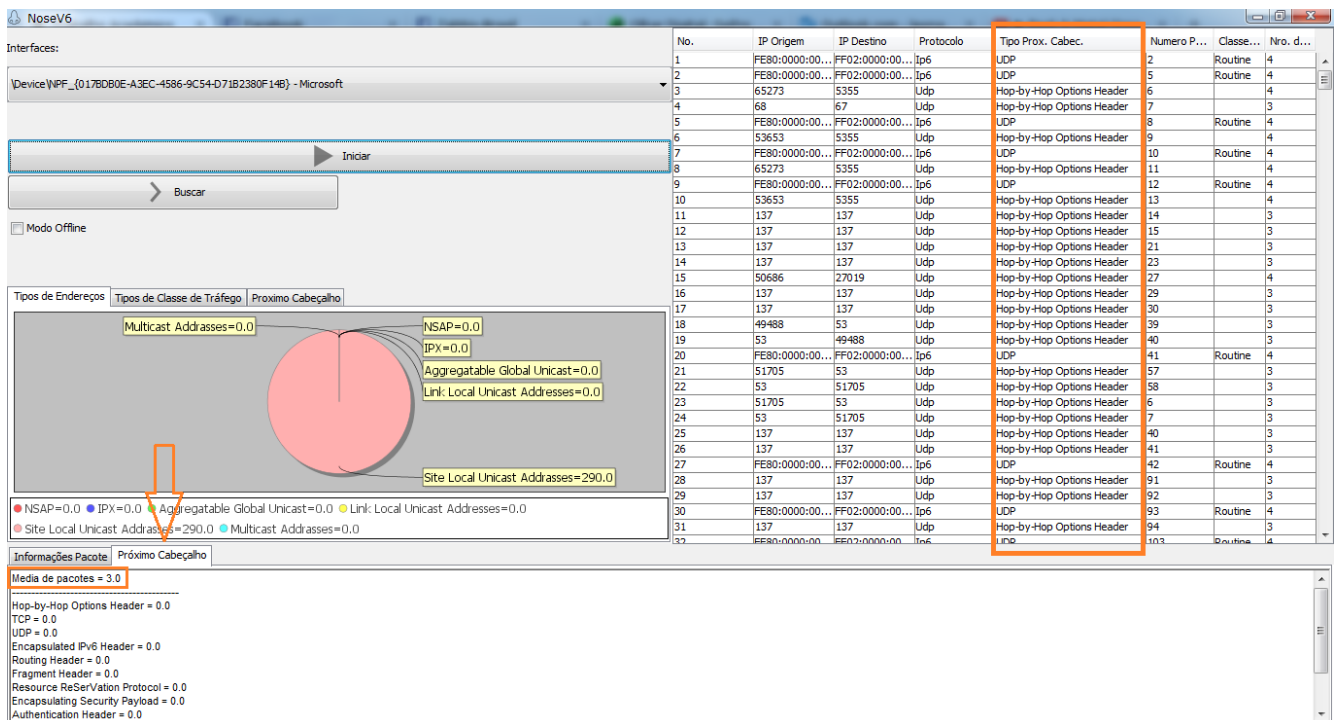 NoseV6
Interfaces:
\Device\NPF_{017BDB0E-A3EC-4586-9C54-D71B2380F14B} - Microsoft
Iniciar
Buscar
Modo Offline
Tipos de Endereços Tipos de Classe de Tráfego Proximo Cabeçalho
Multicast Addrasses=0.0
NSAP=0.0
IPX=0.0
Aggregatable Global Unicast=0.0
Link Local Unicast Addresses=0.0
Site Local Unicast Addrasses=290.0
NSAP=0.0 IPX=0.0 Aggregatable Global Unicast=0.0 Link Local Unicast Addresses=0.0
Site Local Unicast Addrasses=290.0 Multicast Addrasses=0.0
No. IP Origem IP Destino Protocolo Tipo Prox. Cabec. Numero P... Classe... Nro. d...
1 FE80:0000:00... FF02:0000:00... Ip6 UDP 2 Routine 4
2 FE80:0000:00... FF02:0000:00... Ip6 UDP 5 Routine 4
3 65273 5355 Udp Hop-by-Hop Options Header 6 4
4 68 67 Udp Hop-by-Hop Options Header 7 3
5 FE80:0000:00... FF02:0000:00... Ip6 UDP 8 Routine 4
6 53653 5355 Udp Hop-by-Hop Options Header 9 4
7 FE80:0000:00... FF02:0000:00... Ip6 UDP 10 Routine 4
8 65273 5355 Udp Hop-by-Hop Options Header 11 4
9 FE80:0000:00... FF02:0000:00... Ip6 UDP 12 Routine 4
10 53653 5355 Udp Hop-by-Hop Options Header 13 4
11 137 137 Udp Hop-by-Hop Options Header 14 3
12 137 137 Udp Hop-by-Hop Options Header 15 3
13 137 137 Udp Hop-by-Hop Options Header 21 3
14 137 137 Udp Hop-by-Hop Options Header 23 3
15 50686 27019 Udp Hop-by-Hop Options Header 27 4
16 137 137 Udp Hop-by-Hop Options Header 29 3
17 137 137 Udp Hop-by-Hop Options Header 30 3
18 49488 53 Udp Hop-by-Hop Options Header 39 3
19 53 49488 Udp Hop-by-Hop Options Header 40 3
20 FE80:0000:00... FF02:0000:00... Ip6 UDP 41 Routine 4
21 51705 53 Udp Hop-by-Hop Options Header 57 3
22 53 51705 Udp Hop-by-Hop Options Header 58 3
23 51705 53 Udp Hop-by-Hop Options Header 6 3
24 53 51705 Udp Hop-by-Hop Options Header 7 3
25 137 137 Udp Hop-by-Hop Options Header 40 3
26 137 137 Udp Hop-by-Hop Options Header 41 3
27 FE80:0000:00... FF02:0000:00... Ip6 UDP 42 Routine 4
28 137 137 Udp Hop-by-Hop Options Header 91 3
29 137 137 Udp Hop-by-Hop Options Header 92 3
30 FE80:0000:00... FF02:0000:00... Ip6 UDP 93 Routine 4
31 137 137 Udp Hop-by-Hop Options Header 94 3
32 FE80:0000:00... FF02:0000:00... Ip6 UDP 103 Routine 4
Informações Pacote Próximo Cabeçalho
Media de pacotes = 3.0
-------------------------------------------
Hop-by-Hop Options Header = 0.0
TCP = 0.0
UDP = 0.0
Encapsulated IPv6 Header = 0.0
Routing Header = 0.0
Fragment Header = 0.0
Resource ReSerVation Protocol = 0.0
Encapsulating Security Payload = 0.0
Authentication Header = 0.0